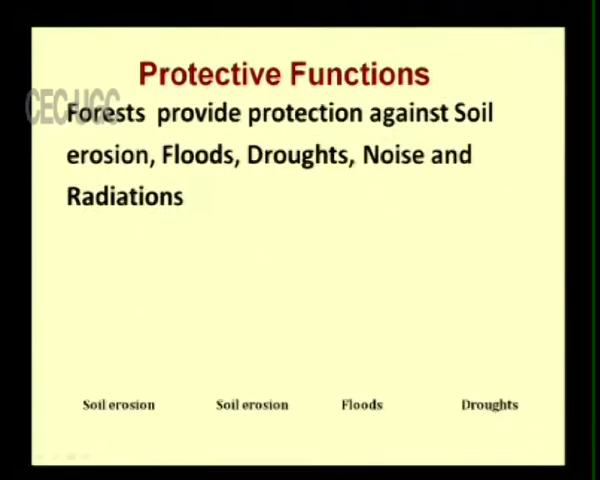 Protective Functions
CEC-UGC
Forests provide protection against Soil
erosion, Floods, Droughts, Noise and
Radiations
Soil erosion Soil erosion Floods Droughts